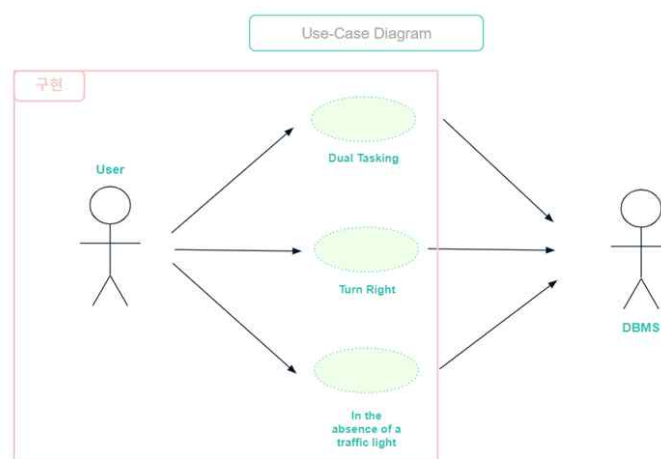 Use-Case Diagram
구현
User
Dual Tasking
Turn Right
DBMS
In the
absence of a
traffic light